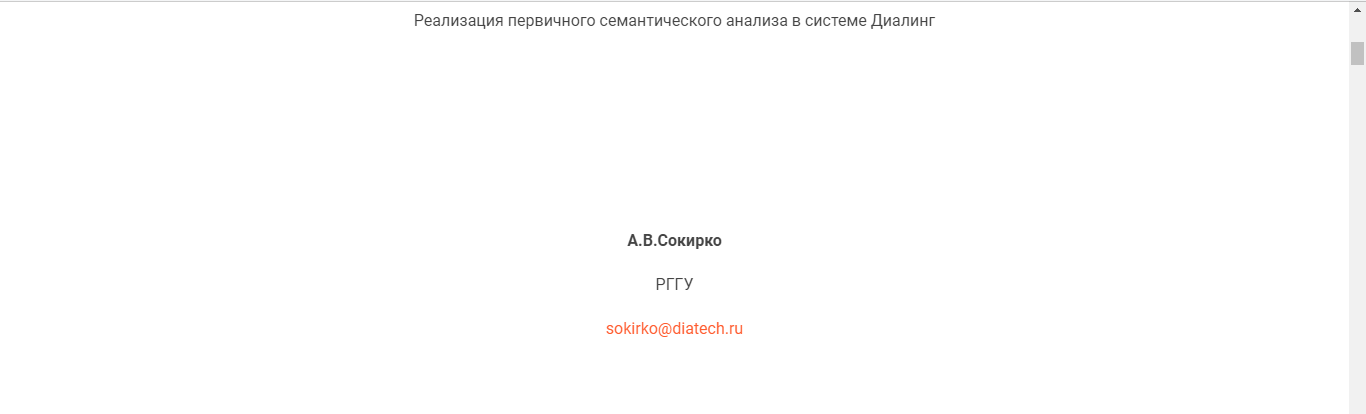 Реализация первичного семантического анализа в системе Диалинг
А.В.Сокирко
РГГУ
sokirko@diatech.ru